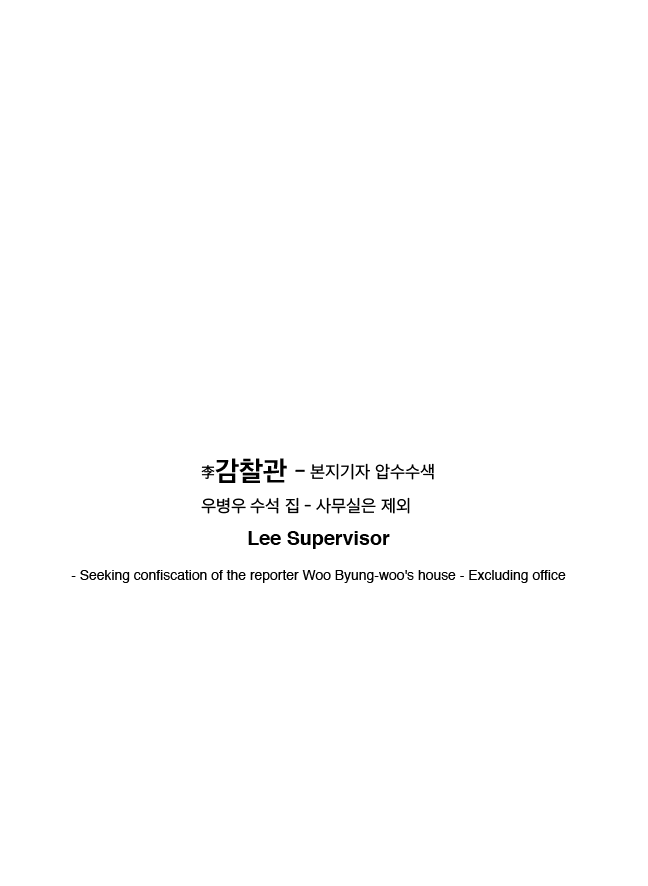 李감찰관 - 본지기자 압수수색
우병우 수석 집 - 사무실은 제외
Lee Supervisor
- Seeking confiscation of the reporter Woo Byung-woo's house - Excluding office